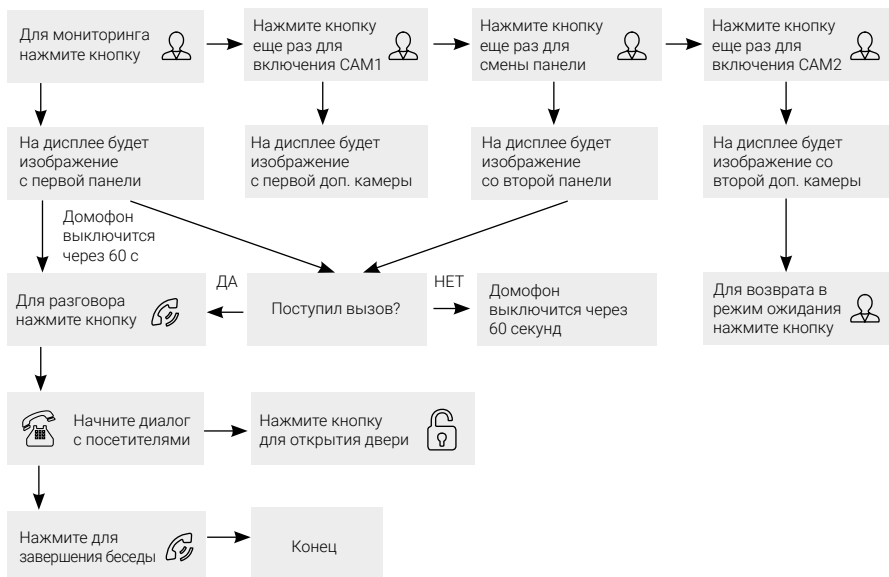 Для мониторинга
нажмите кнопку
Нажмите кнопку
еще раз для
включения CAM1
Нажмите кнопку
еще раз для
смены панели
Нажмите кнопку
еще раз для
включения CAM2
На дисплее будет
изображение
с первой панели
На дисплее будет
изображение
с первой доп. камеры
На дисплее будет
изображение
со второй панели
На дисплее будет
изображение со
второй доп. камеры
Домофон
выключится
через 60 с
Для разговора
нажмите кнопку
ДА
Поступил вызов?
НЕТ
Домофон
выключится через
60 секунд
Для возврата в
режим ожидания
нажмите кнопку
Начните диалог
с посетителями
Нажмите кнопку
для открытия двери
Нажмите для
завершения беседы
Конец